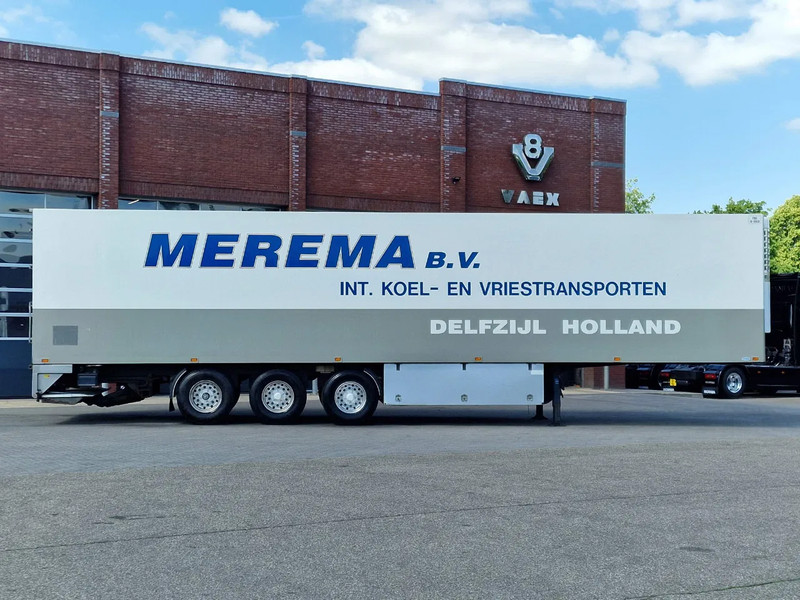 V8
VAEX
MEREMA B.V.
INT. KOEL- EN VRIESTRANSPORTEN
DELFZIJL HOLLAND